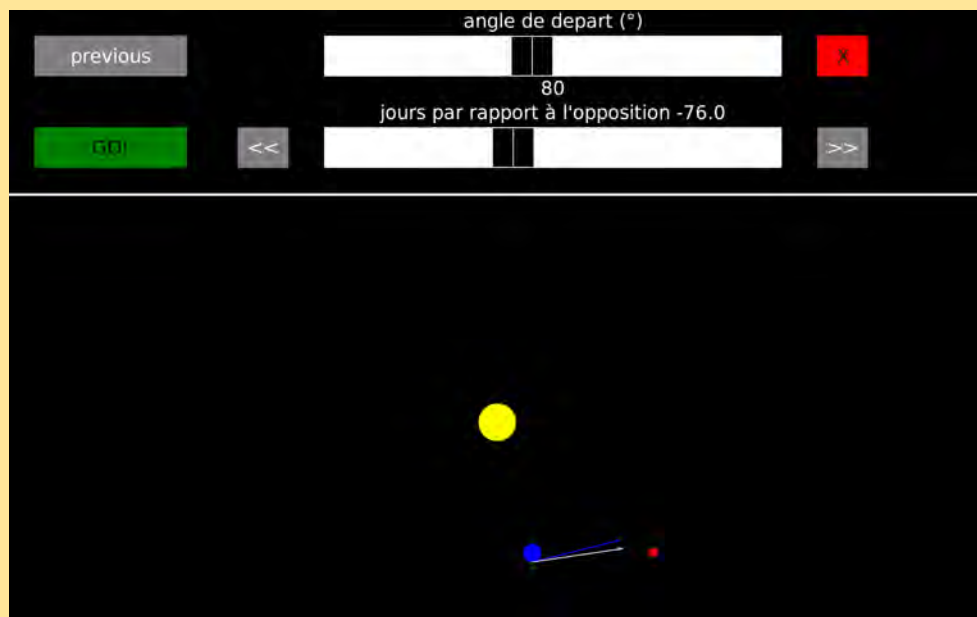 angle de depart (°)
previous
X
80
jours par rapport à l'opposition -76.0
GO!
<<
>>